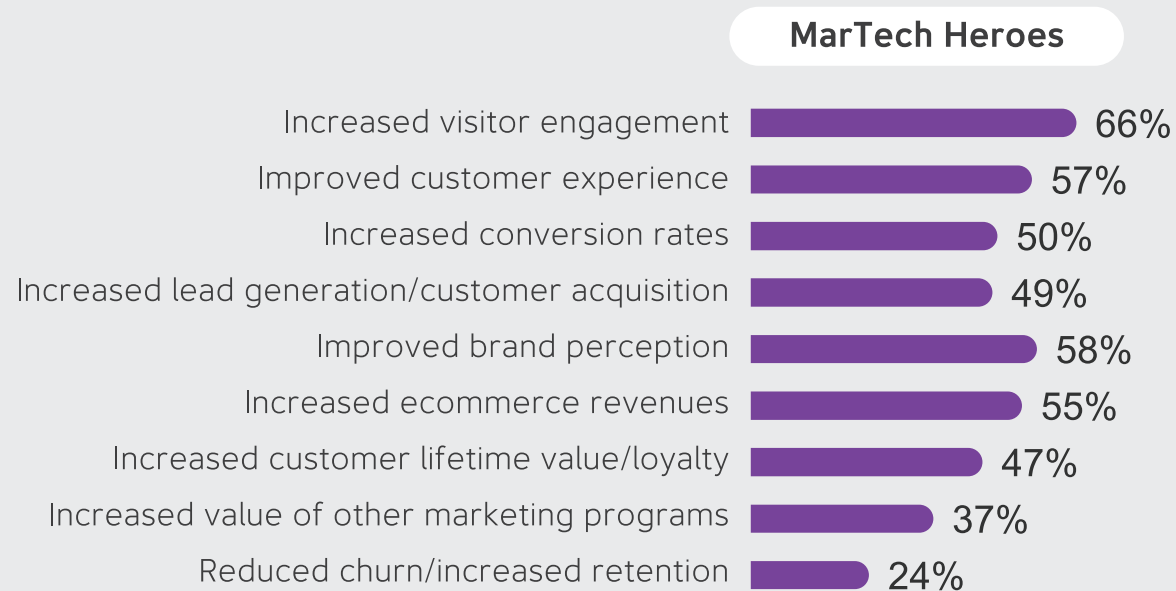 MarTech Heroes
Increased visitor engagement 66%
Improved customer experience 57%
Increased conversion rates 50%
Increased lead generation/customer acquisition 49%
Improved brand perception 58%
Increased ecommerce revenues 55%
Increased customer lifetime value/loyalty 47%
Increased value of other marketing programs 37%
Reduced churn/increased retention 24%